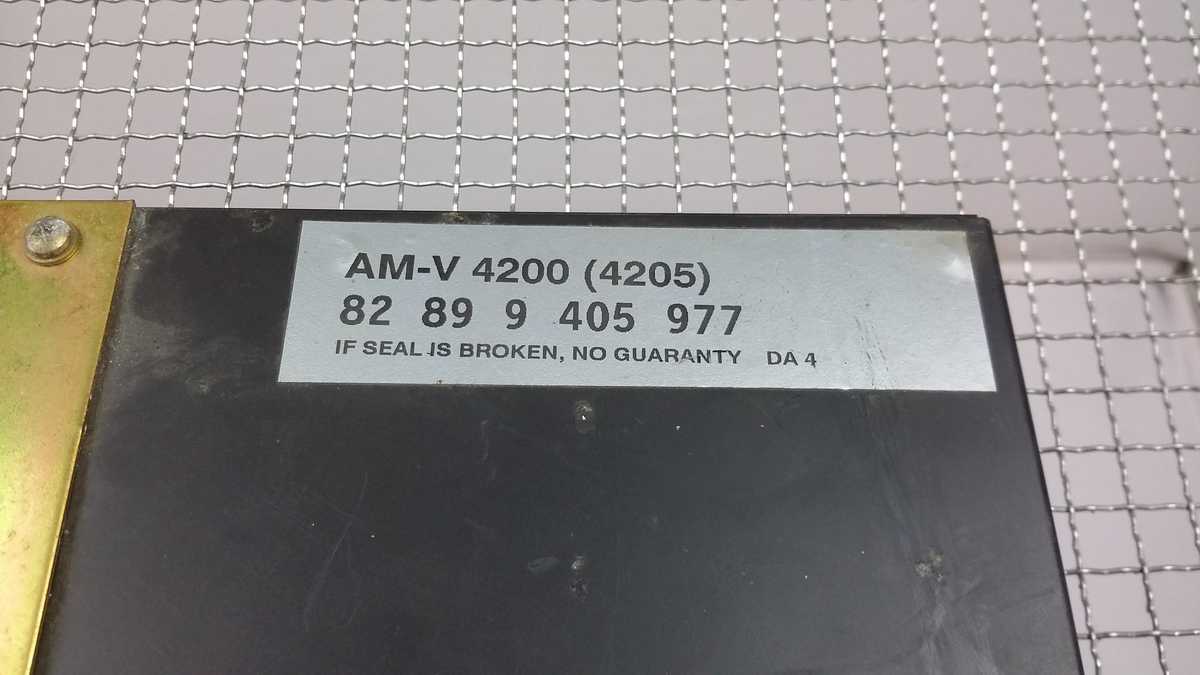 AM-V 4200 (4205)
82 89 9 405 977
IF SEAL IS BROKEN, NO GUARANTY DA 4